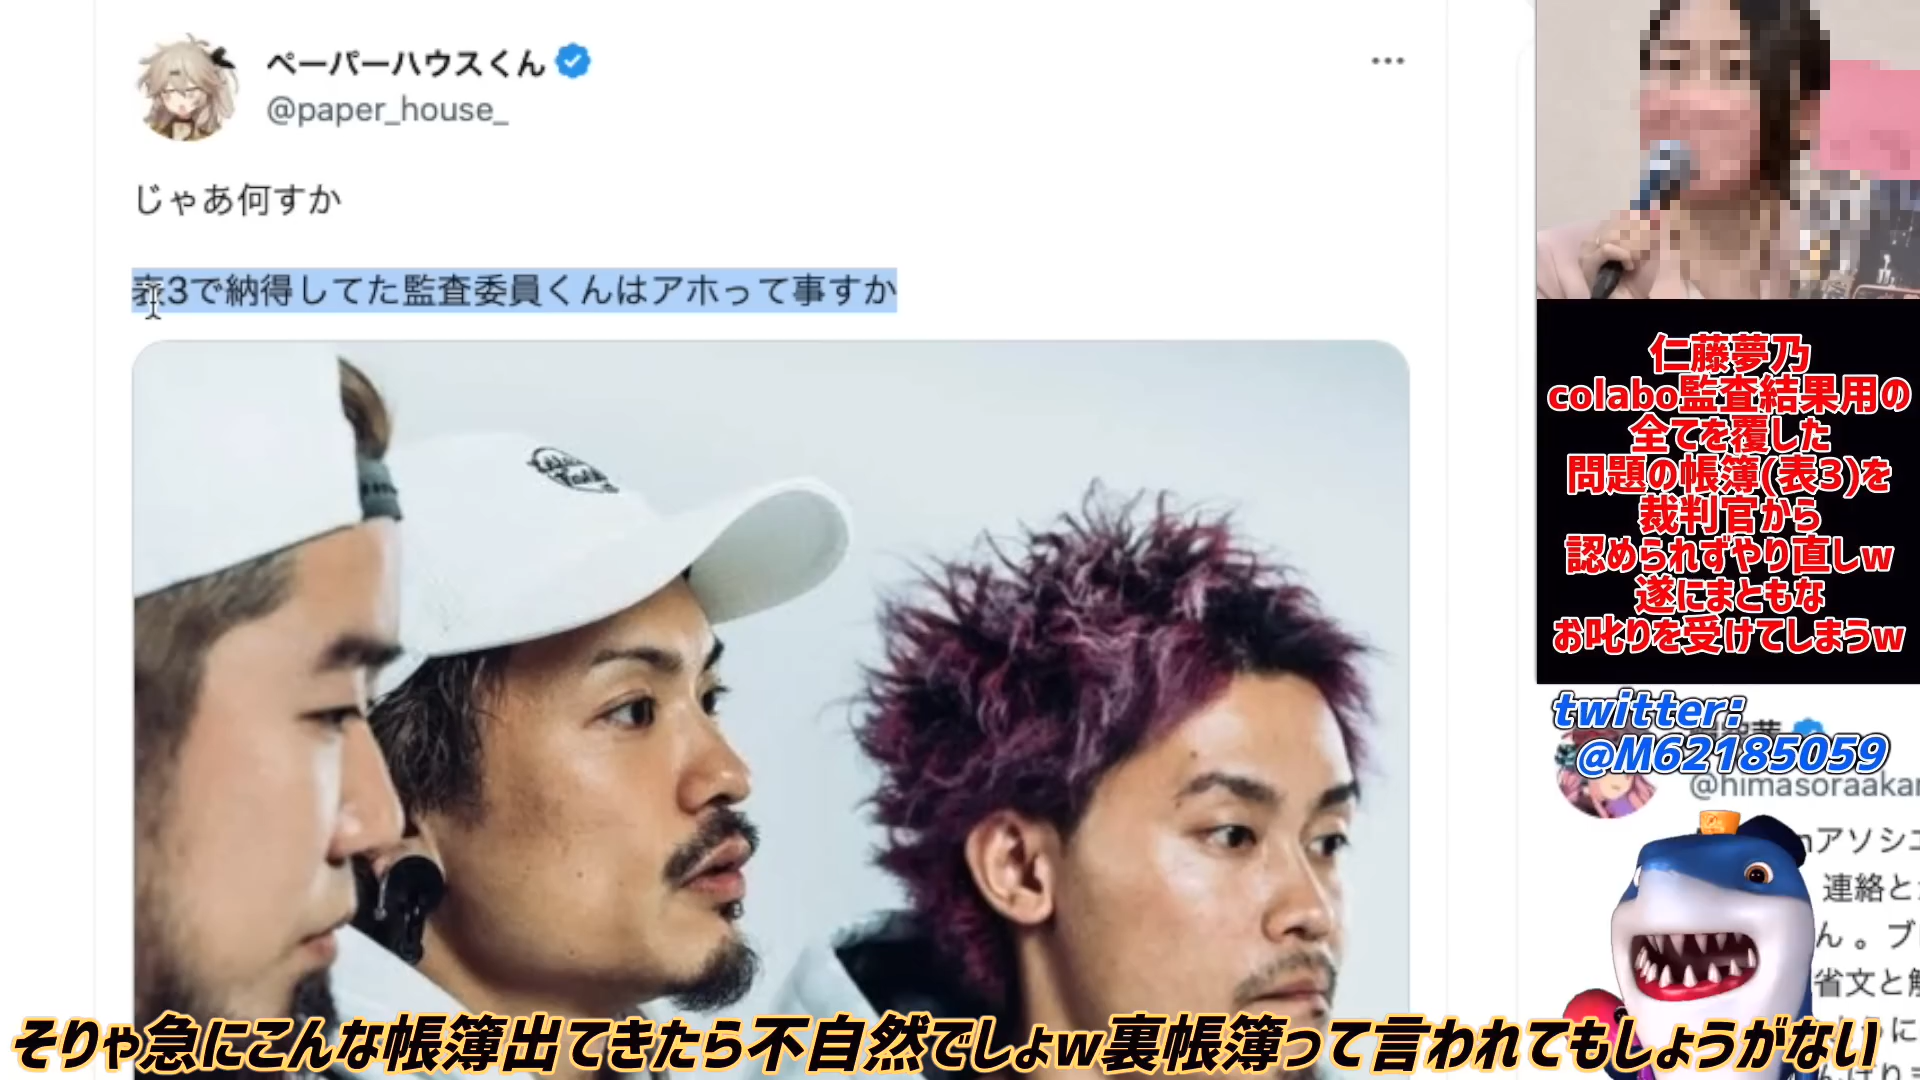 ペーパーハウスくん
@paper_house_
じゃあ何すか
表3で納得してた監査委員くんはアホって事すか
仁藤夢乃
colabo監査結果用の
全てを覆した
問題の帳簿(表3)を
裁判官から
認められずやり直しw
遂にまともな
お叱りを受けてしまうw
twitter:
@M62185059
@himasoraakan
アソシエ
連絡と
ん。ブ
省文と
に
そりゃ急にこんな帳簿出てきたら不自然でしょw裏帳簿って言われてもしょうがない